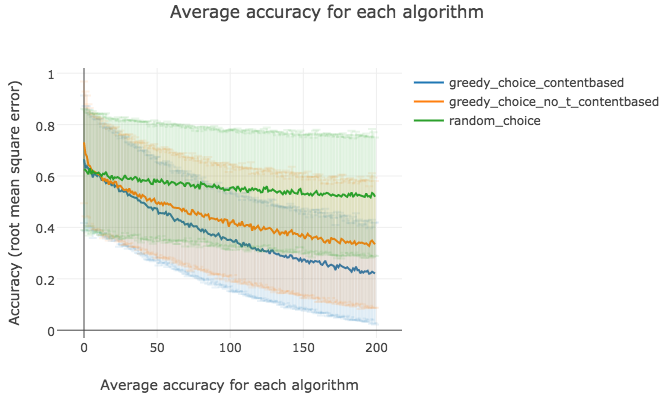 Average accuracy for each algorithm
greedy_choice_contentbased
greedy_choice_no_t_contentbased
random_choice
Accuracy (root mean square error)
1
0.8
0.6
0.4
0.2
0
0 50 100 150 200
Average accuracy for each algorithm